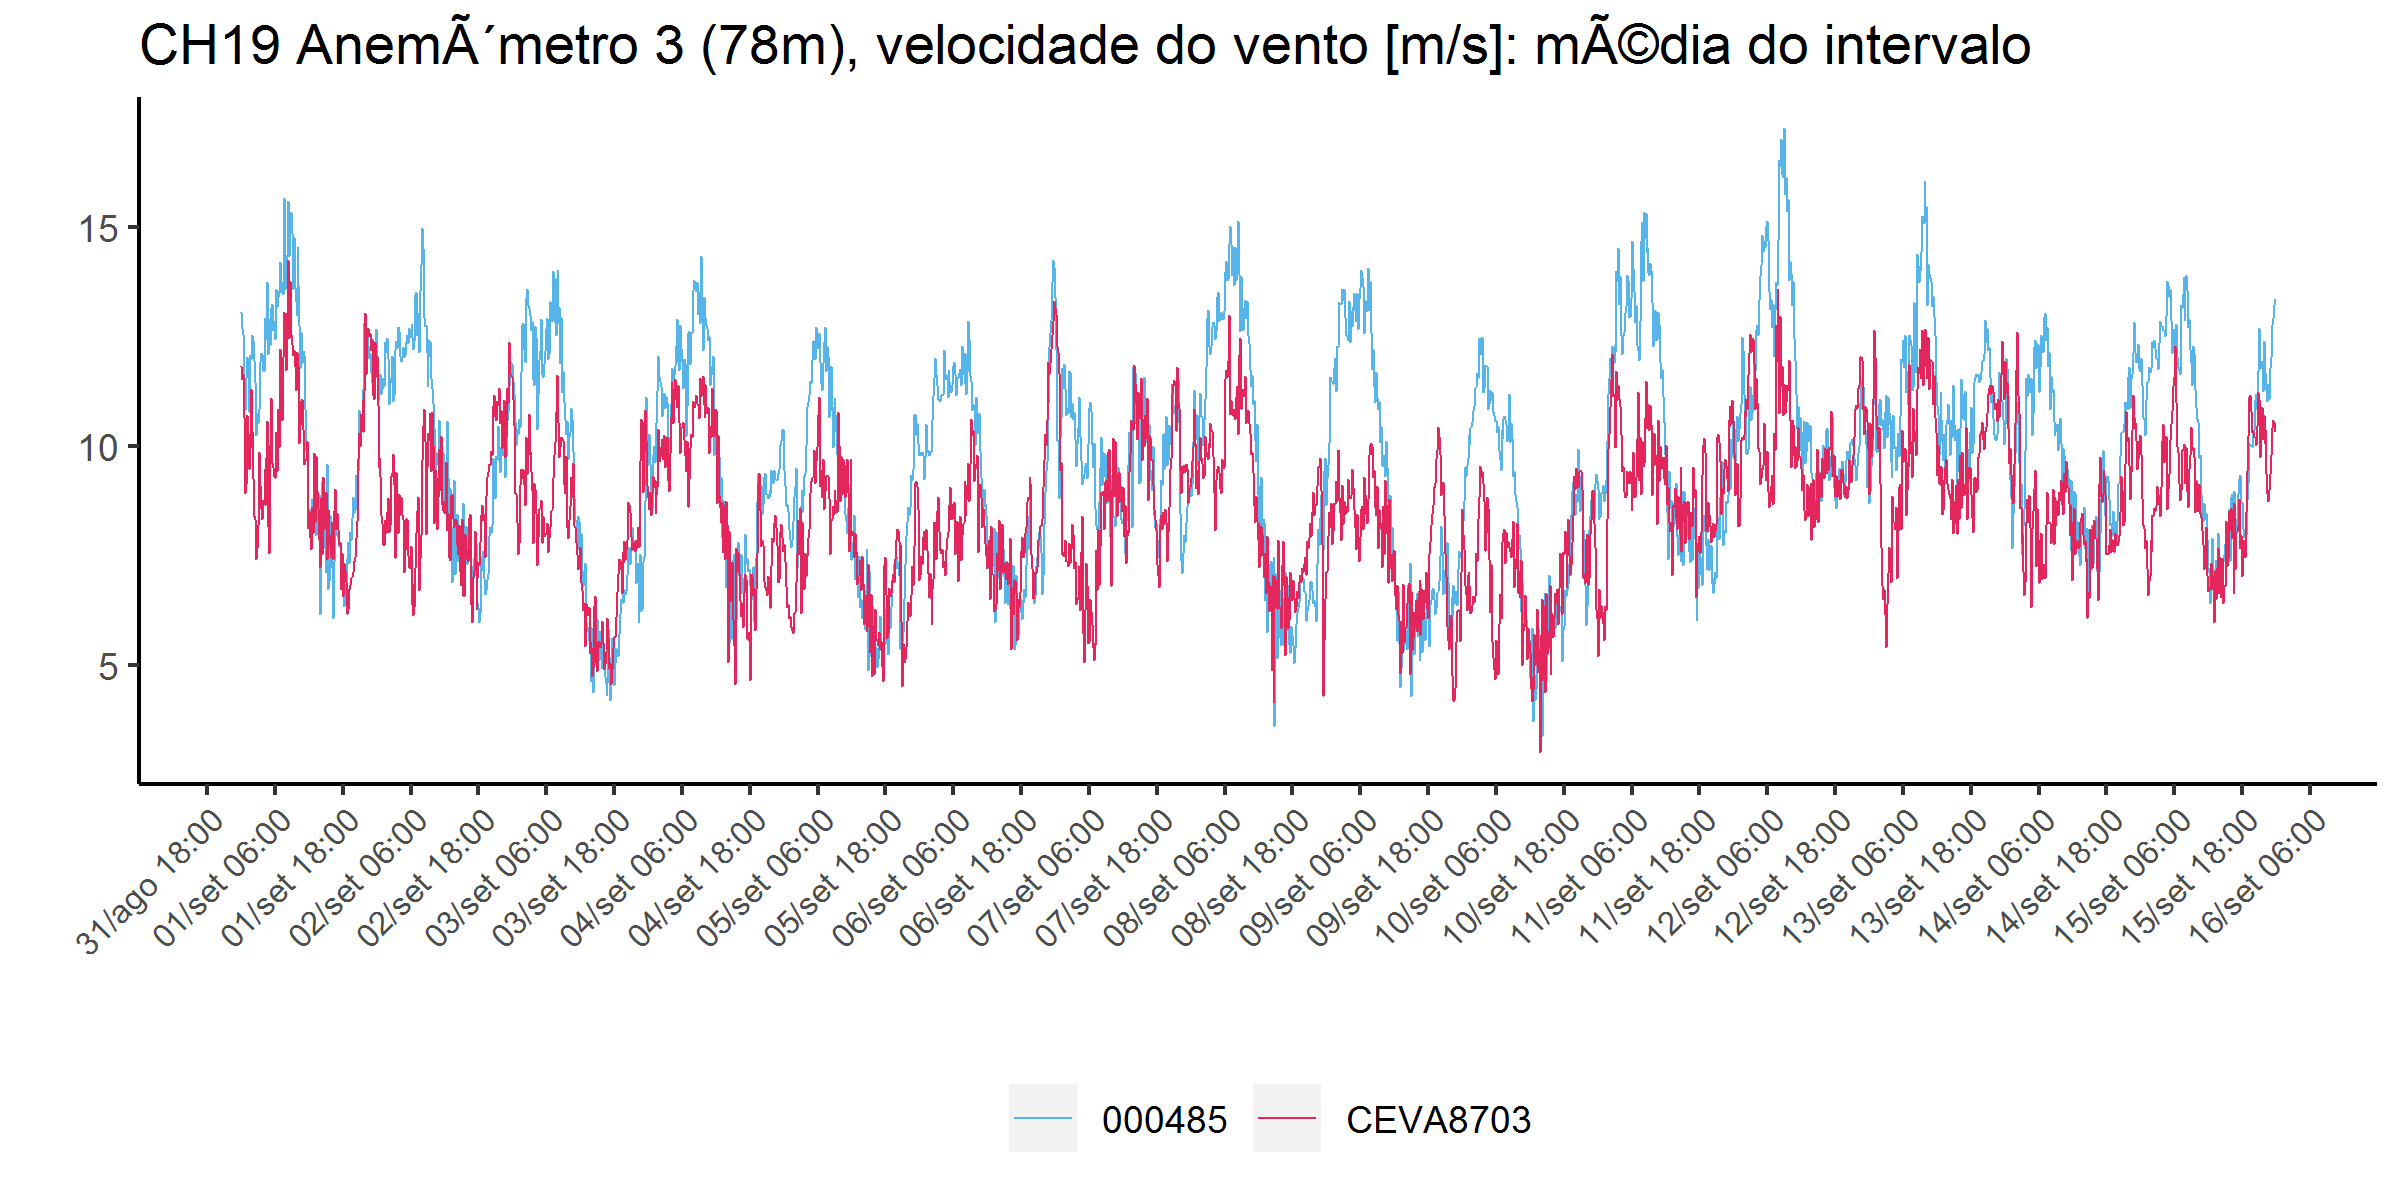 CH19 AnemÃ´metro 3 (78m), velocidade do vento [m/s]: mÃ©dia do intervalo
15
10
5
31/ago 18:00
01/set 06:00
01/set 18:00
02/set 06:00
02/set 18:00
03/set 06:00
03/set 18:00
04/set 06:00
04/set 18:00
05/set 06:00
05/set 18:00
06/set 06:00
06/set 18:00
07/set 06:00
07/set 18:00
08/set 06:00
08/set 18:00
09/set 06:00
09/set 18:00
10/set 06:00
10/set 18:00
11/set 06:00
11/set 18:00
12/set 06:00
12/set 18:00
13/set 06:00
13/set 18:00
14/set 06:00
14/set 18:00
15/set 06:00
15/set 18:00
16/set 06:00
000485
CEVA8703